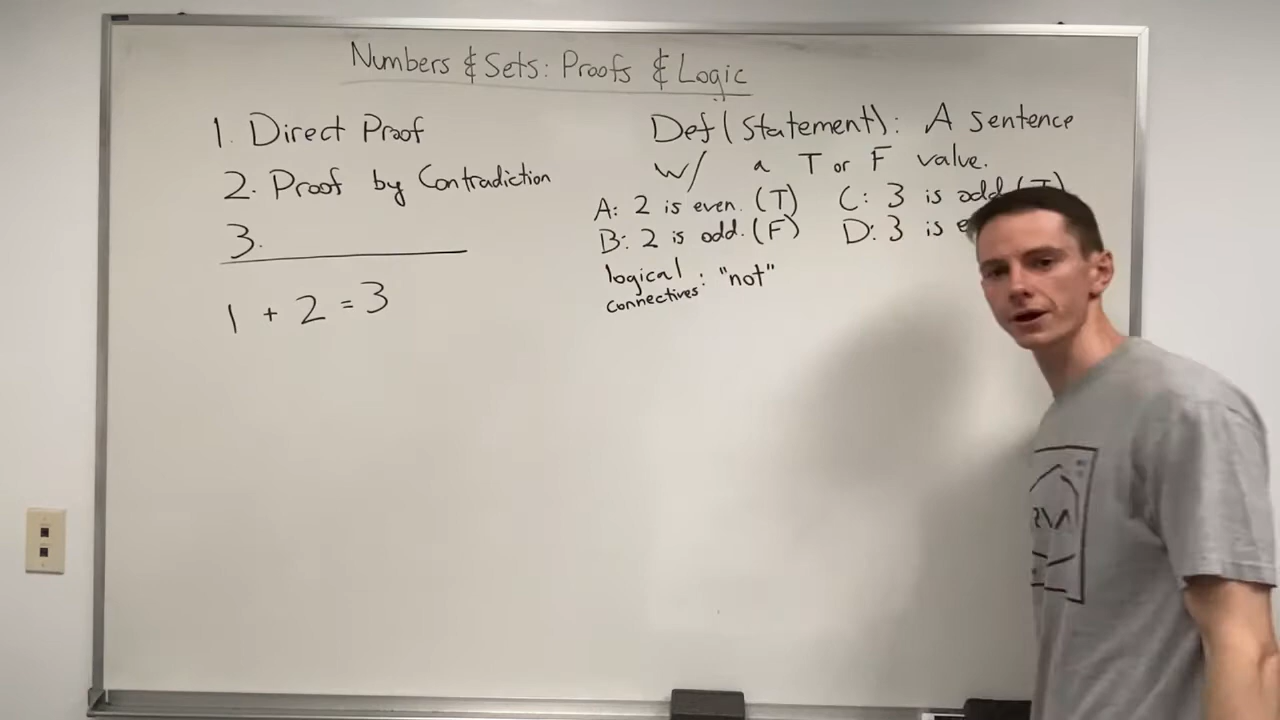 Numbers & Sets: Proofs & Logic
1. Direct Proof
2. Proof by Contradiction
3.
1 + 2 = 3
Def (Statement): A sentence
w/ a T or F value.
A: 2 is even. (T) C: 3 is odd (T)
B: 2 is odd. (F) D: 3 is
logical
connectives: "not"